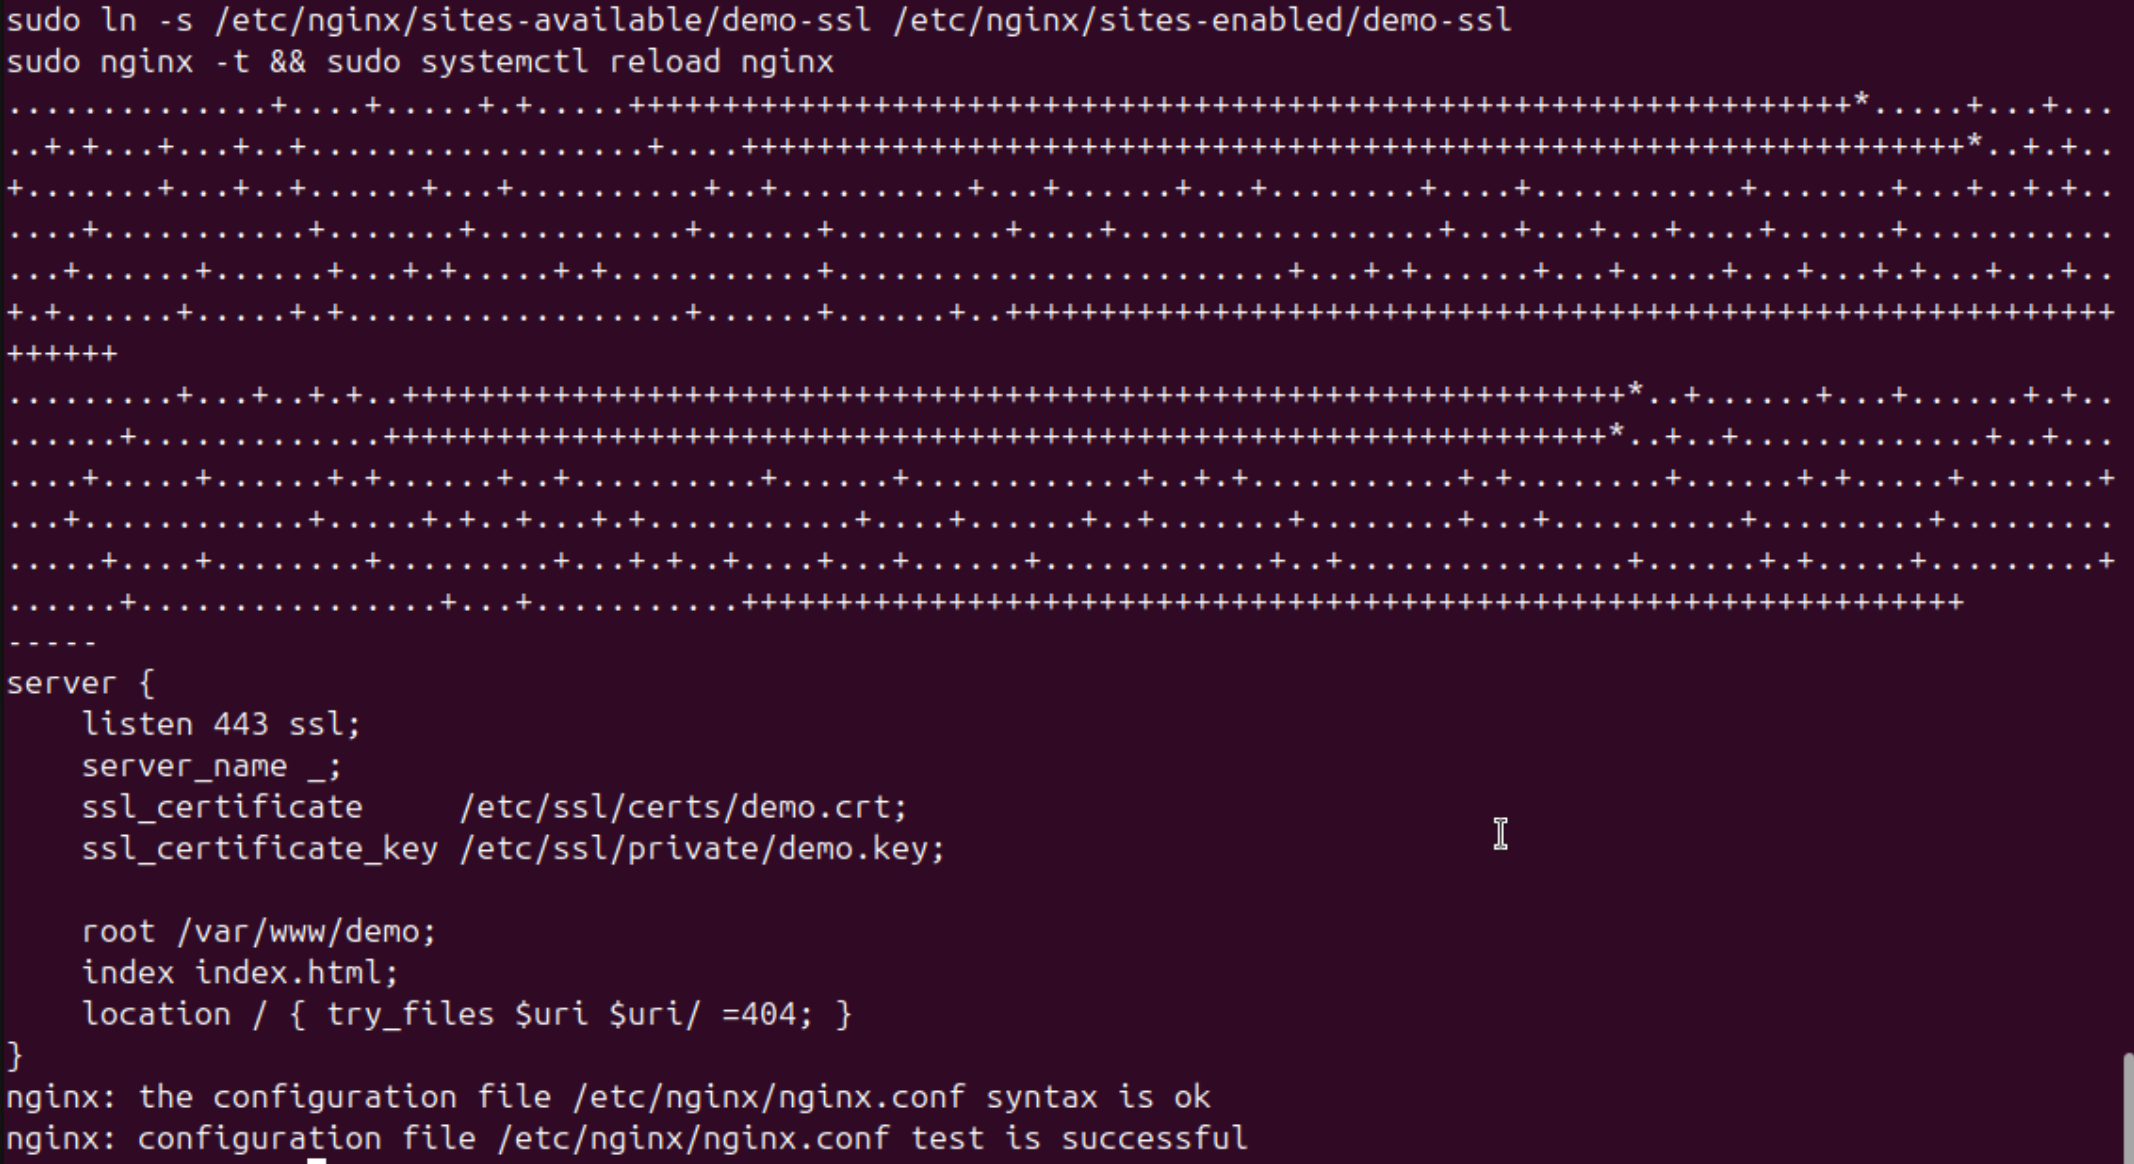 sudo ln -s /etc/nginx/sites-available/demo-ssl /etc/nginx/sites-enabled/demo-ssl
sudo nginx -t && sudo systemctl reload nginx
..............+....+.....+.+.....+++++++++++++++++++++++++++++++++++++++++++++++++++++++++++++++++*.....+...+...
..+.+...+...+..+..................+....+++++++++++++++++++++++++++++++++++++++++++++++++++++++++++++++++*..+.+..
+.......+...+..+......+...+..........+..+..........+...+......+...+........+....+...........+.......+...+..+.+..
....+...........+.......+...........+......+.........+....+.................+...+...+...+....+......+...........
...+......+......+...+.+.....+.+...........+........................+...+.+......+...+.....+...+...+.+...+...+..
+.+......+.....+.+..................+......+......+..+++++++++++++++++++++++++++++++++++++++++++++++++++++++++++
++++++
.........+...+..+.+..+++++++++++++++++++++++++++++++++++++++++++++++++++++++++++++++++*..+......+...+......+.+..
......+.............+++++++++++++++++++++++++++++++++++++++++++++++++++++++++++++++++*..+..+.............+..+...
....+.....+......+.+......+..+..........+......+............+..+.+...........+.+........+......+.+.....+.......+
...+............+.....+.+..+...+.+...........+....+......+..+.......+........+...+..........+.........+.........
.....+....+........+.........+...+.+..+....+...+......+............+..+...............+......+.+.....+.........+
......+................+...+...........+++++++++++++++++++++++++++++++++++++++++++++++++++++++++++++++++
-----
server {
    listen 443 ssl;
    server_name _;
    ssl_certificate     /etc/ssl/certs/demo.crt;
    ssl_certificate_key /etc/ssl/private/demo.key;

    root /var/www/demo;
    index index.html;
    location / { try_files $uri $uri/ =404; }
}
nginx: the configuration file /etc/nginx/nginx.conf syntax is ok
nginx: configuration file /etc/nginx/nginx.conf test is successful